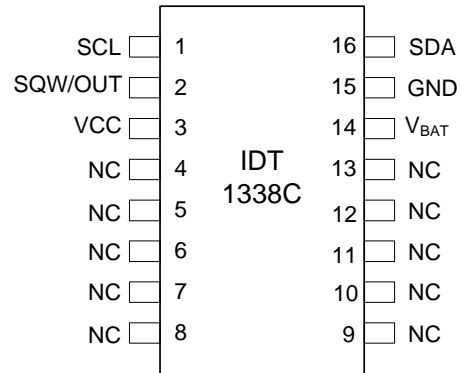 SCL 1 16 SDA
SQW/OUT 2 15 GND
VCC 3 14 VBAT
NC 4 13 NC
IDT
1338C
NC 5 12 NC
NC 6 11 NC
NC 7 10 NC
NC 8 9 NC